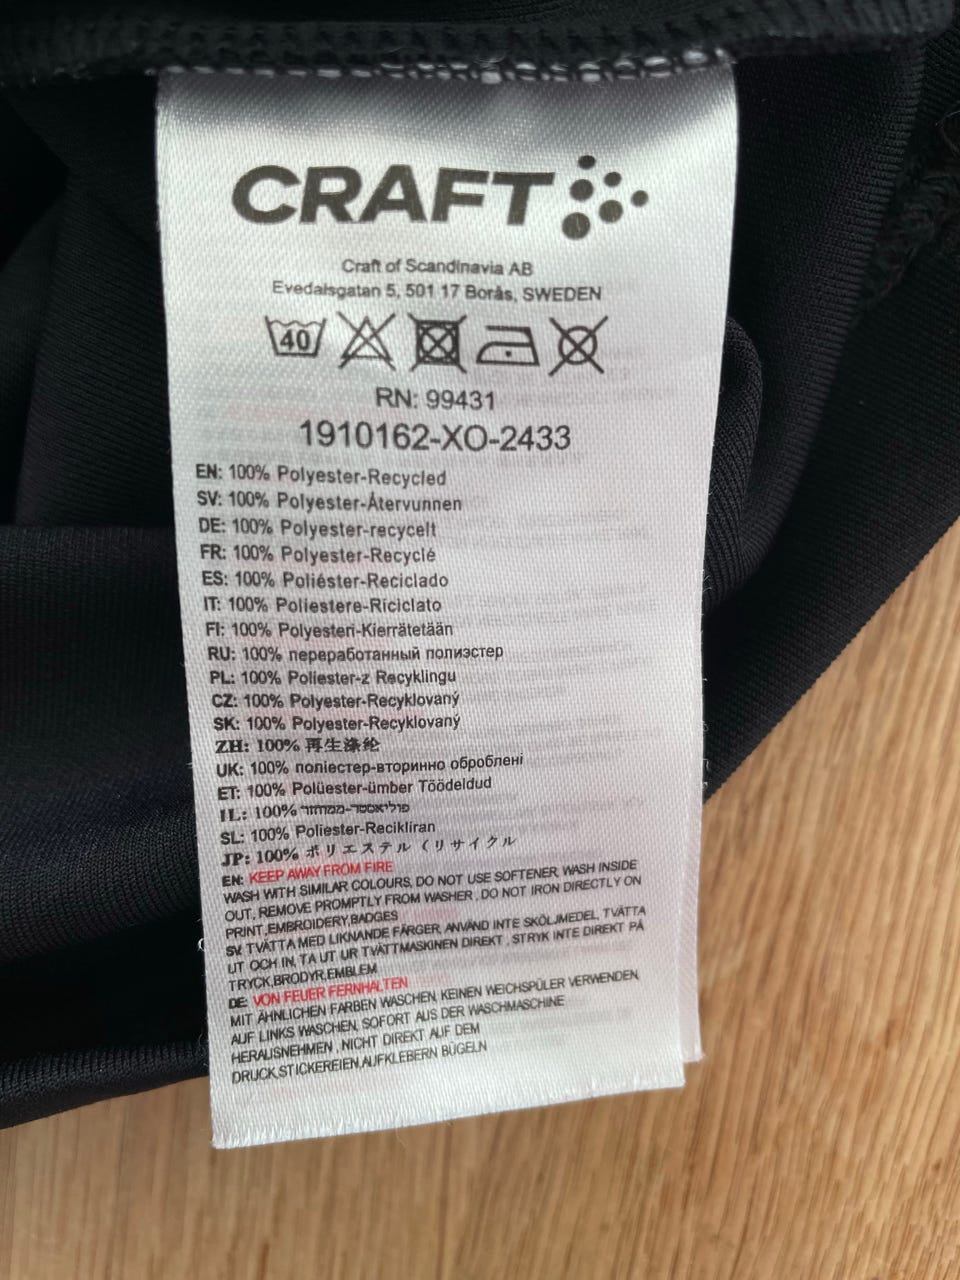 CRAFT
Craft of Scandinavia AB
Evedalsgatan 5, 501 17 Borås, SWEDEN
40
RN: 99431
1910162-XO-2433
EN: 100% Polyester-Recycled
SV: 100% Polyester-Återvunnen
DE: 100% Polyester-recycelt
FR: 100% Polyester-Recyclé
ES: 100% Poliéster-Reciclado
IT: 100% Poliestere-Riciclato
FI: 100% Polyesteri-Kierrätetään
RU: 100% переработанный полиэстер
PL: 100% Poliester-z Recyklingu
CZ: 100% Polyester-Recyklovaný
SK: 100% Polyester-Recyklovaný
ZH: 100% 再生涤纶
UK: 100% поліестер-вторинно оброблені
ET: 100% Polüester-ümber Töödeldud
IL: 100% פוליאסטר-ממוחזר
SL: 100% Poliester-Recikliran
JP: 100% ポリエステル (リサイクル
EN: KEEP AWAY FROM FIRE
WASH WITH SIMILAR COLOURS, DO NOT USE SOFTENER, WASH INSIDE
OUT, REMOVE PROMPTLY FROM WASHER , DO NOT IRON DIRECTLY ON
PRINT,EMBROIDERY,BADGES
SV: TVÄTTA MED LIKNANDE FÄRGER, ANVÄND INTE SKÖLJMEDEL, TVÄTTA
UT OCH IN, TA UT UR TVÄTTMASKINEN DIREKT , STRYK INTE DIREKT PÅ
TRYCK,BRODYR,EMBLEM
DE: VON FEUER FERNHALTEN
MIT ÄHNLICHEN FARBEN WASCHEN, KEINEN WEICHSPÜLER VERWENDEN,
AUF LINKS WASCHEN, SOFORT AUS DER WASCHMASCHINE
HERAUSNEHMEN , NICHT DIREKT AUF DEM
DRUCK,STICKEREIEN,AUFKLEBERN BÜGELN